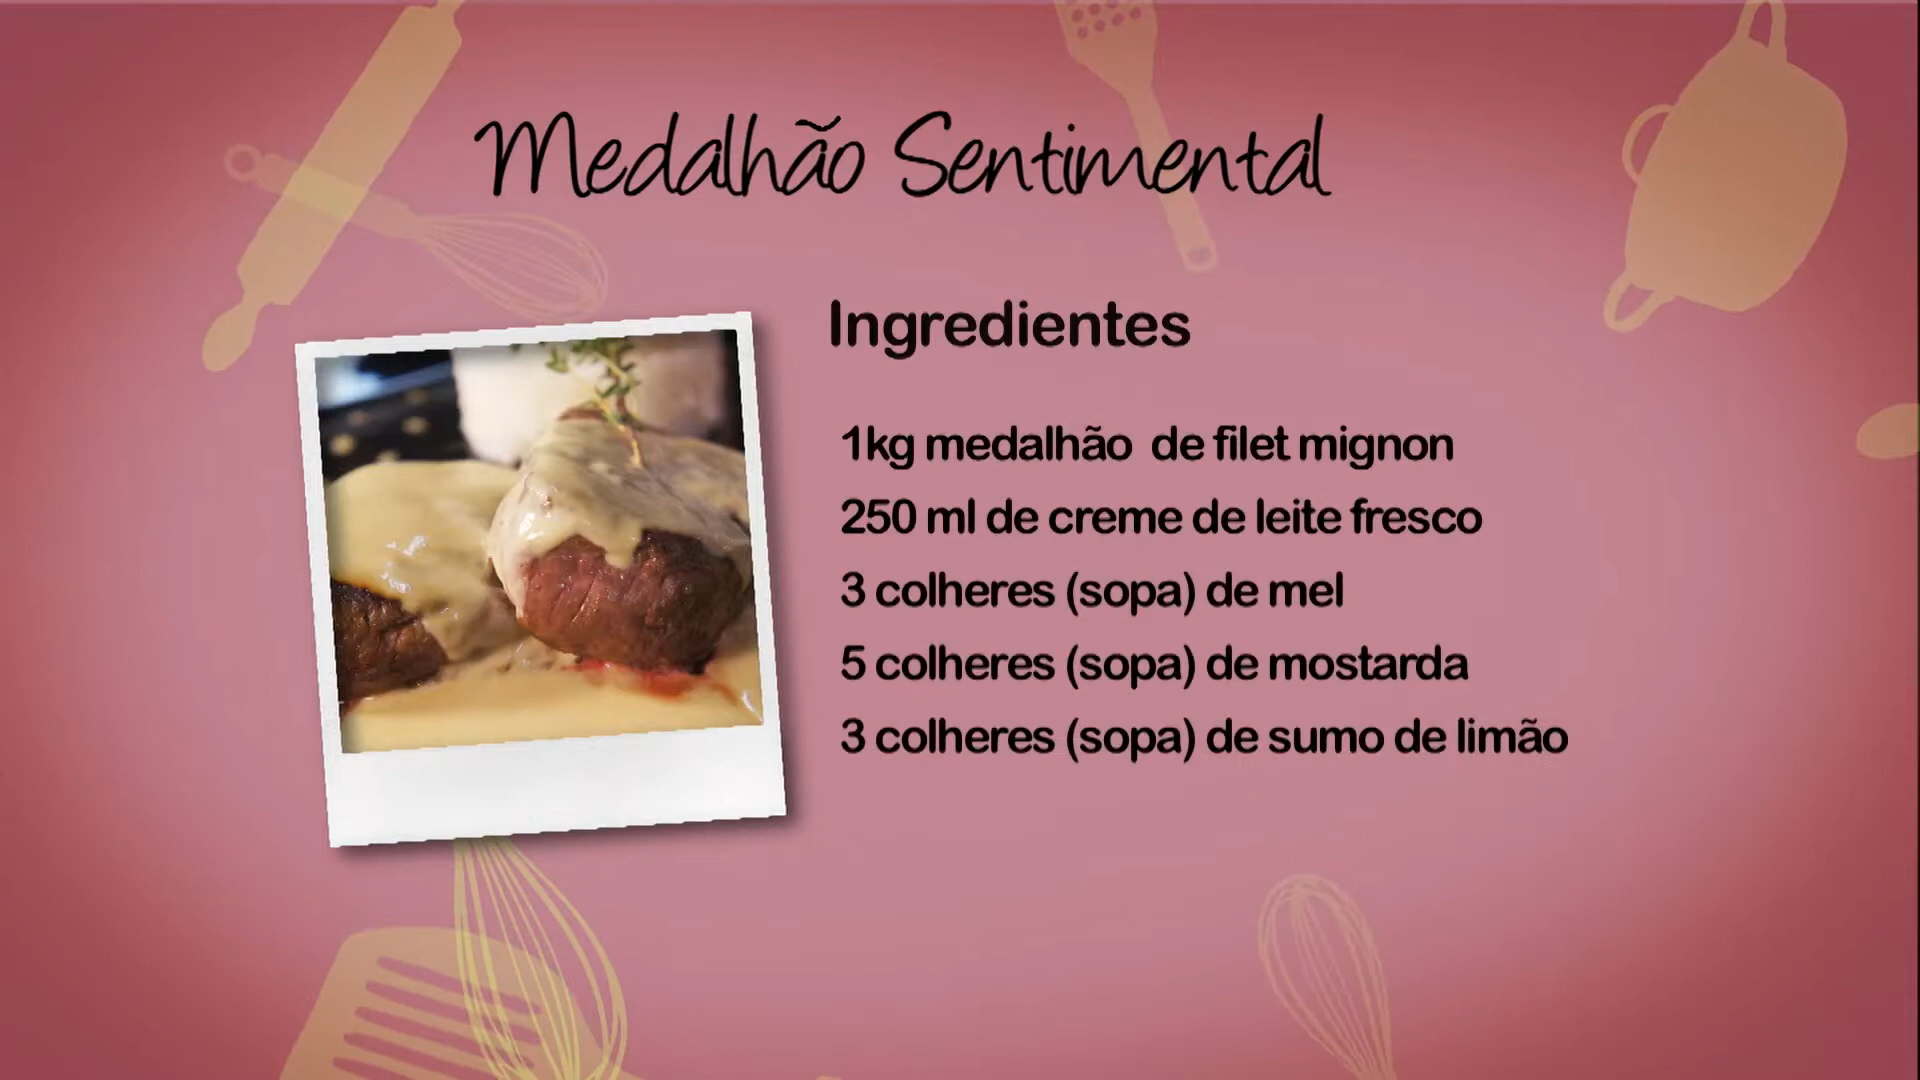 Medalhão Sentimental
Ingredientes
1kg medalhão de filet mignon
250 ml de creme de leite fresco
3 colheres (sopa) de mel
5 colheres (sopa) de mostarda
3 colheres (sopa) de sumo de limão